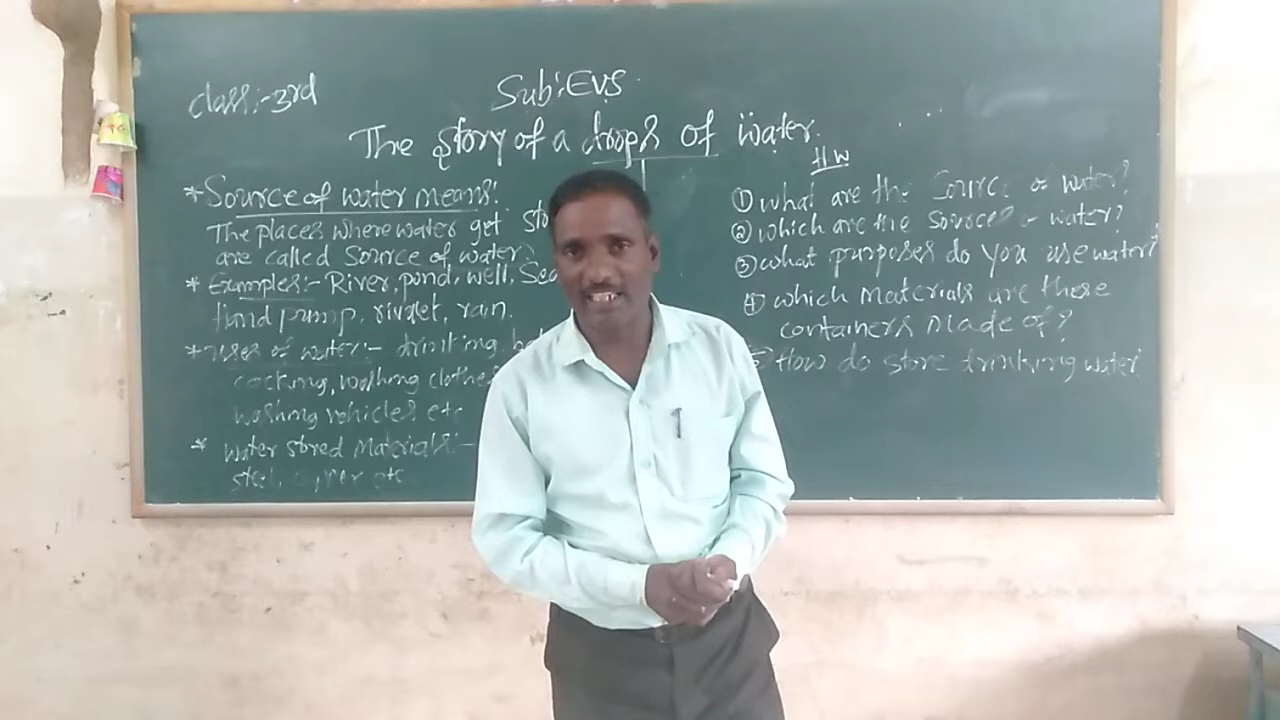 Class:-3rd
Sub:EVS
The story of a drops of water.
*Source of water means:
The places where water get sto
are called Source of water.
* Examples:- River, pond, well, Sea
hand pump, rivulet, rain.
*Uses of water:- drinking, ba
cooking, washing clothes
washing vehicles etc
* water stored Materials:-
steel, etc
H W
① what are the Source of water?
② which are the sources of water?
③ what purposes do you use water?
④ which Materials are these
containers Made of?
⑤ How do store drinking water